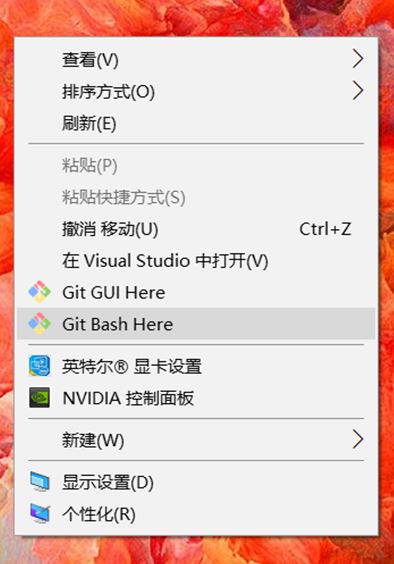 查看(V)
排序方式(O)
刷新(E)
粘贴(P)
粘贴快捷方式(S)
撤消 移动(U) Ctrl+Z
在 Visual Studio 中打开(V)
Git GUI Here
Git Bash Here
英特尔® 显卡设置
NVIDIA 控制面板
新建(W)
显示设置(D)
个性化(R)